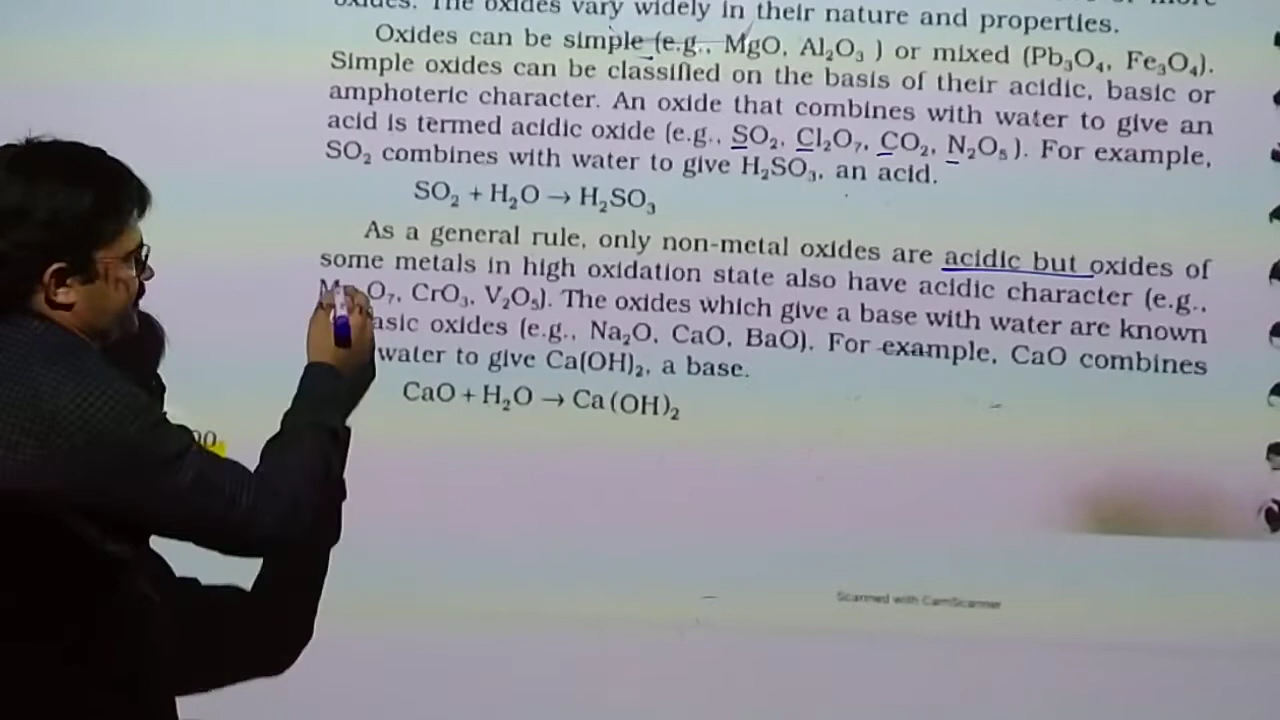 oxides. The oxides vary widely in their nature and properties.
Oxides can be simple (e.g., MgO, Al₂O₃ ) or mixed (Pb₃O₄, Fe₃O₄).
Simple oxides can be classified on the basis of their acidic, basic or
amphoteric character. An oxide that combines with water to give an
acid is termed acidic oxide (e.g., SO₂, Cl₂O₇, CO₂, N₂O₅ ). For example,
SO₂ combines with water to give H₂SO₃, an acid.
SO₂ + H₂O → H₂SO₃
As a general rule, only non-metal oxides are acidic but oxides of
some metals in high oxidation state also have acidic character (e.g.,
O₇, CrO₃, V₂O₅). The oxides which give a base with water are known
asic oxides (e.g., Na₂O, CaO, BaO). For example, CaO combines
water to give Ca(OH)₂, a base.
CaO + H₂O → Ca (OH)₂
Scanned with CamScanner